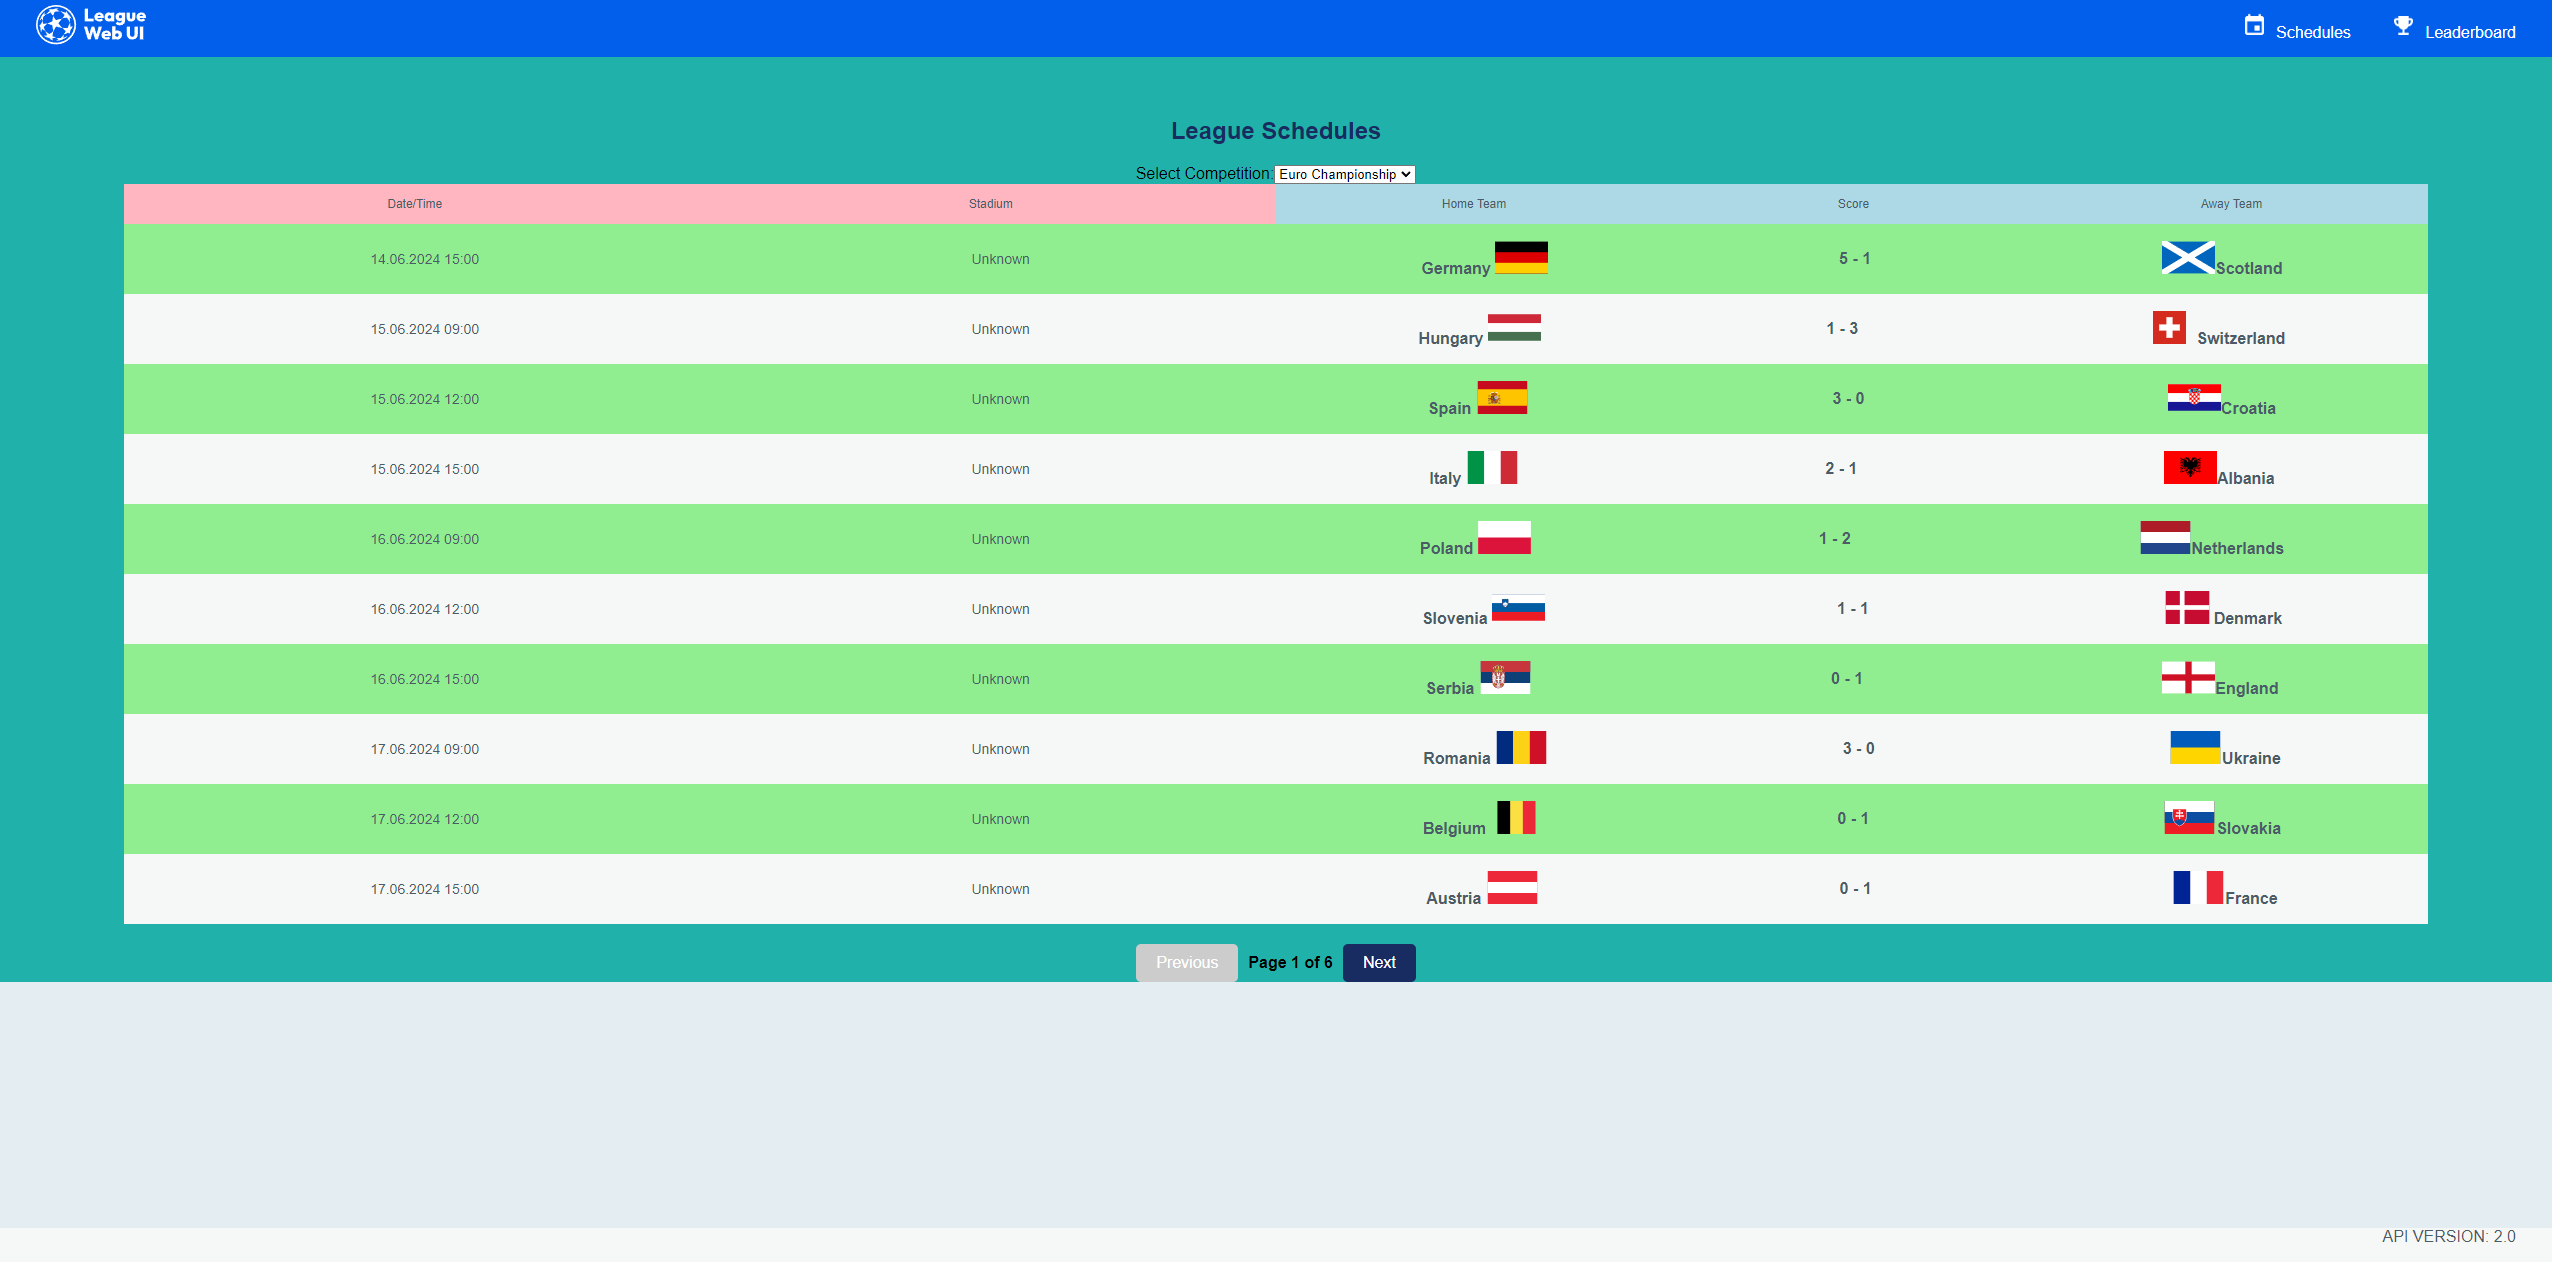 League
Web UI
Schedules Leaderboard
League Schedules
Select Competition: Euro Championship
Date/Time Stadium Home Team Score Away Team
14.06.2024 15:00 Unknown Germany 5 - 1 Scotland
15.06.2024 09:00 Unknown Hungary 1 - 3 Switzerland
15.06.2024 12:00 Unknown Spain 3 - 0 Croatia
15.06.2024 15:00 Unknown Italy 2 - 1 Albania
16.06.2024 09:00 Unknown Poland 1 - 2 Netherlands
16.06.2024 12:00 Unknown Slovenia 1 - 1 Denmark
16.06.2024 15:00 Unknown Serbia 0 - 1 England
17.06.2024 09:00 Unknown Romania 3 - 0 Ukraine
17.06.2024 12:00 Unknown Belgium 0 - 1 Slovakia
17.06.2024 15:00 Unknown Austria 0 - 1 France
Previous Page 1 of 6 Next
API VERSION: 2.0